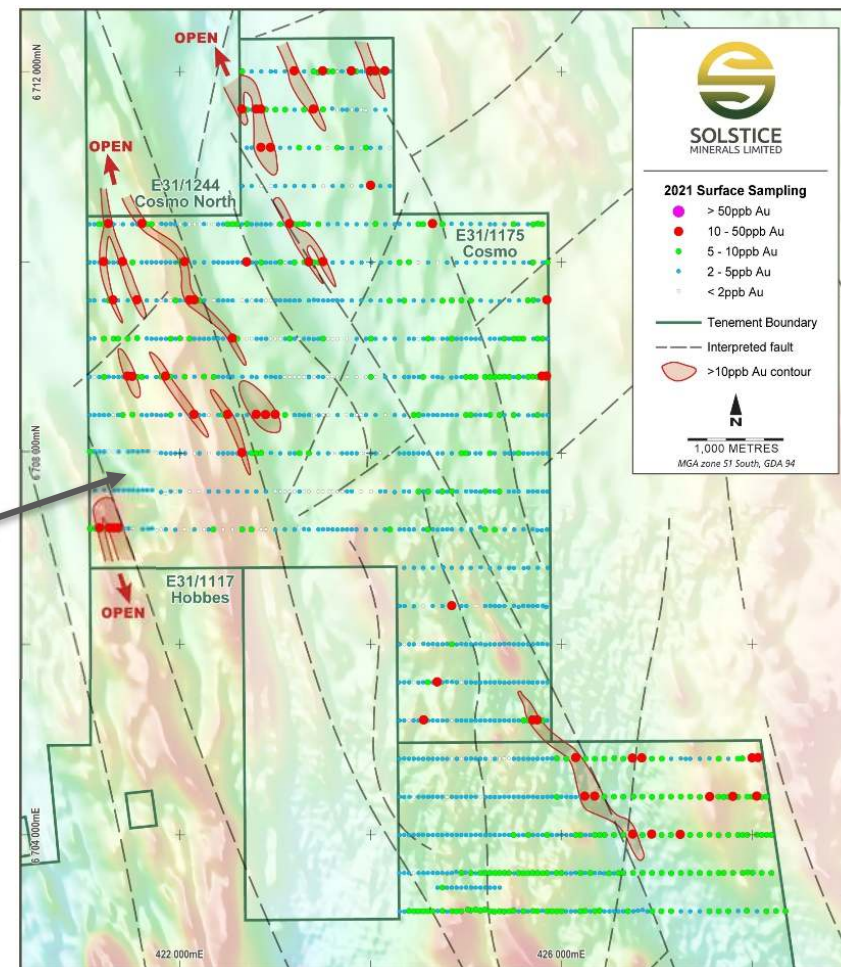 OPEN
6 712 000mN
OPEN
E31/1244
Cosmo North
E31/1175
Cosmo
6 708 000mN
E31/1117
Hobbes
OPEN
6 704 000mN
422 000mE
426 000mE
SOLSTICE
MINERALS LIMITED
2021 Surface Sampling
> 50ppb Au
10 - 50ppb Au
5 - 10ppb Au
2 - 5ppb Au
< 2ppb Au
Tenement Boundary
Interpreted fault
>10ppb Au contour
N
1,000 METRES
MGA zone 51 South, GDA 94